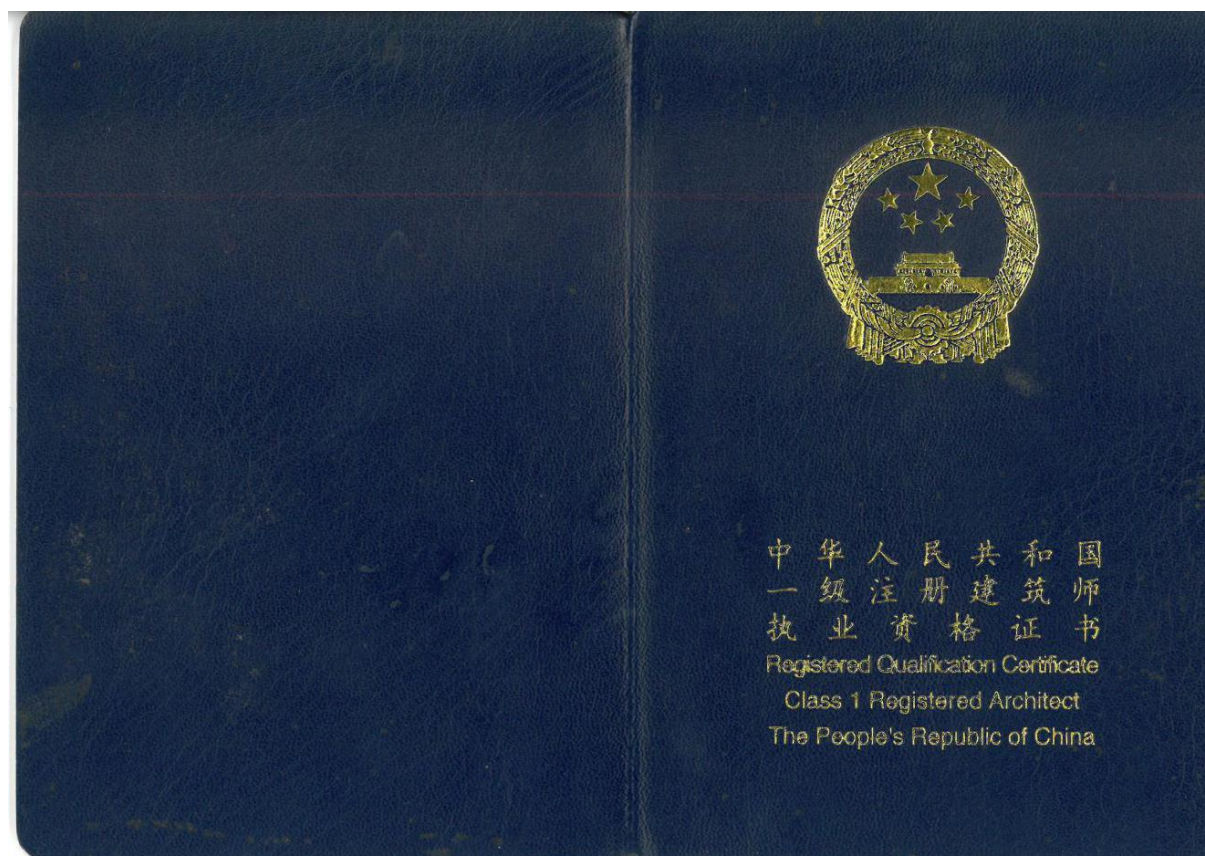 中华人民共和国
一级注册建筑师
执业资格证书
Registered Qualification Certificate
Class 1 Registered Architect
The People's Republic of China